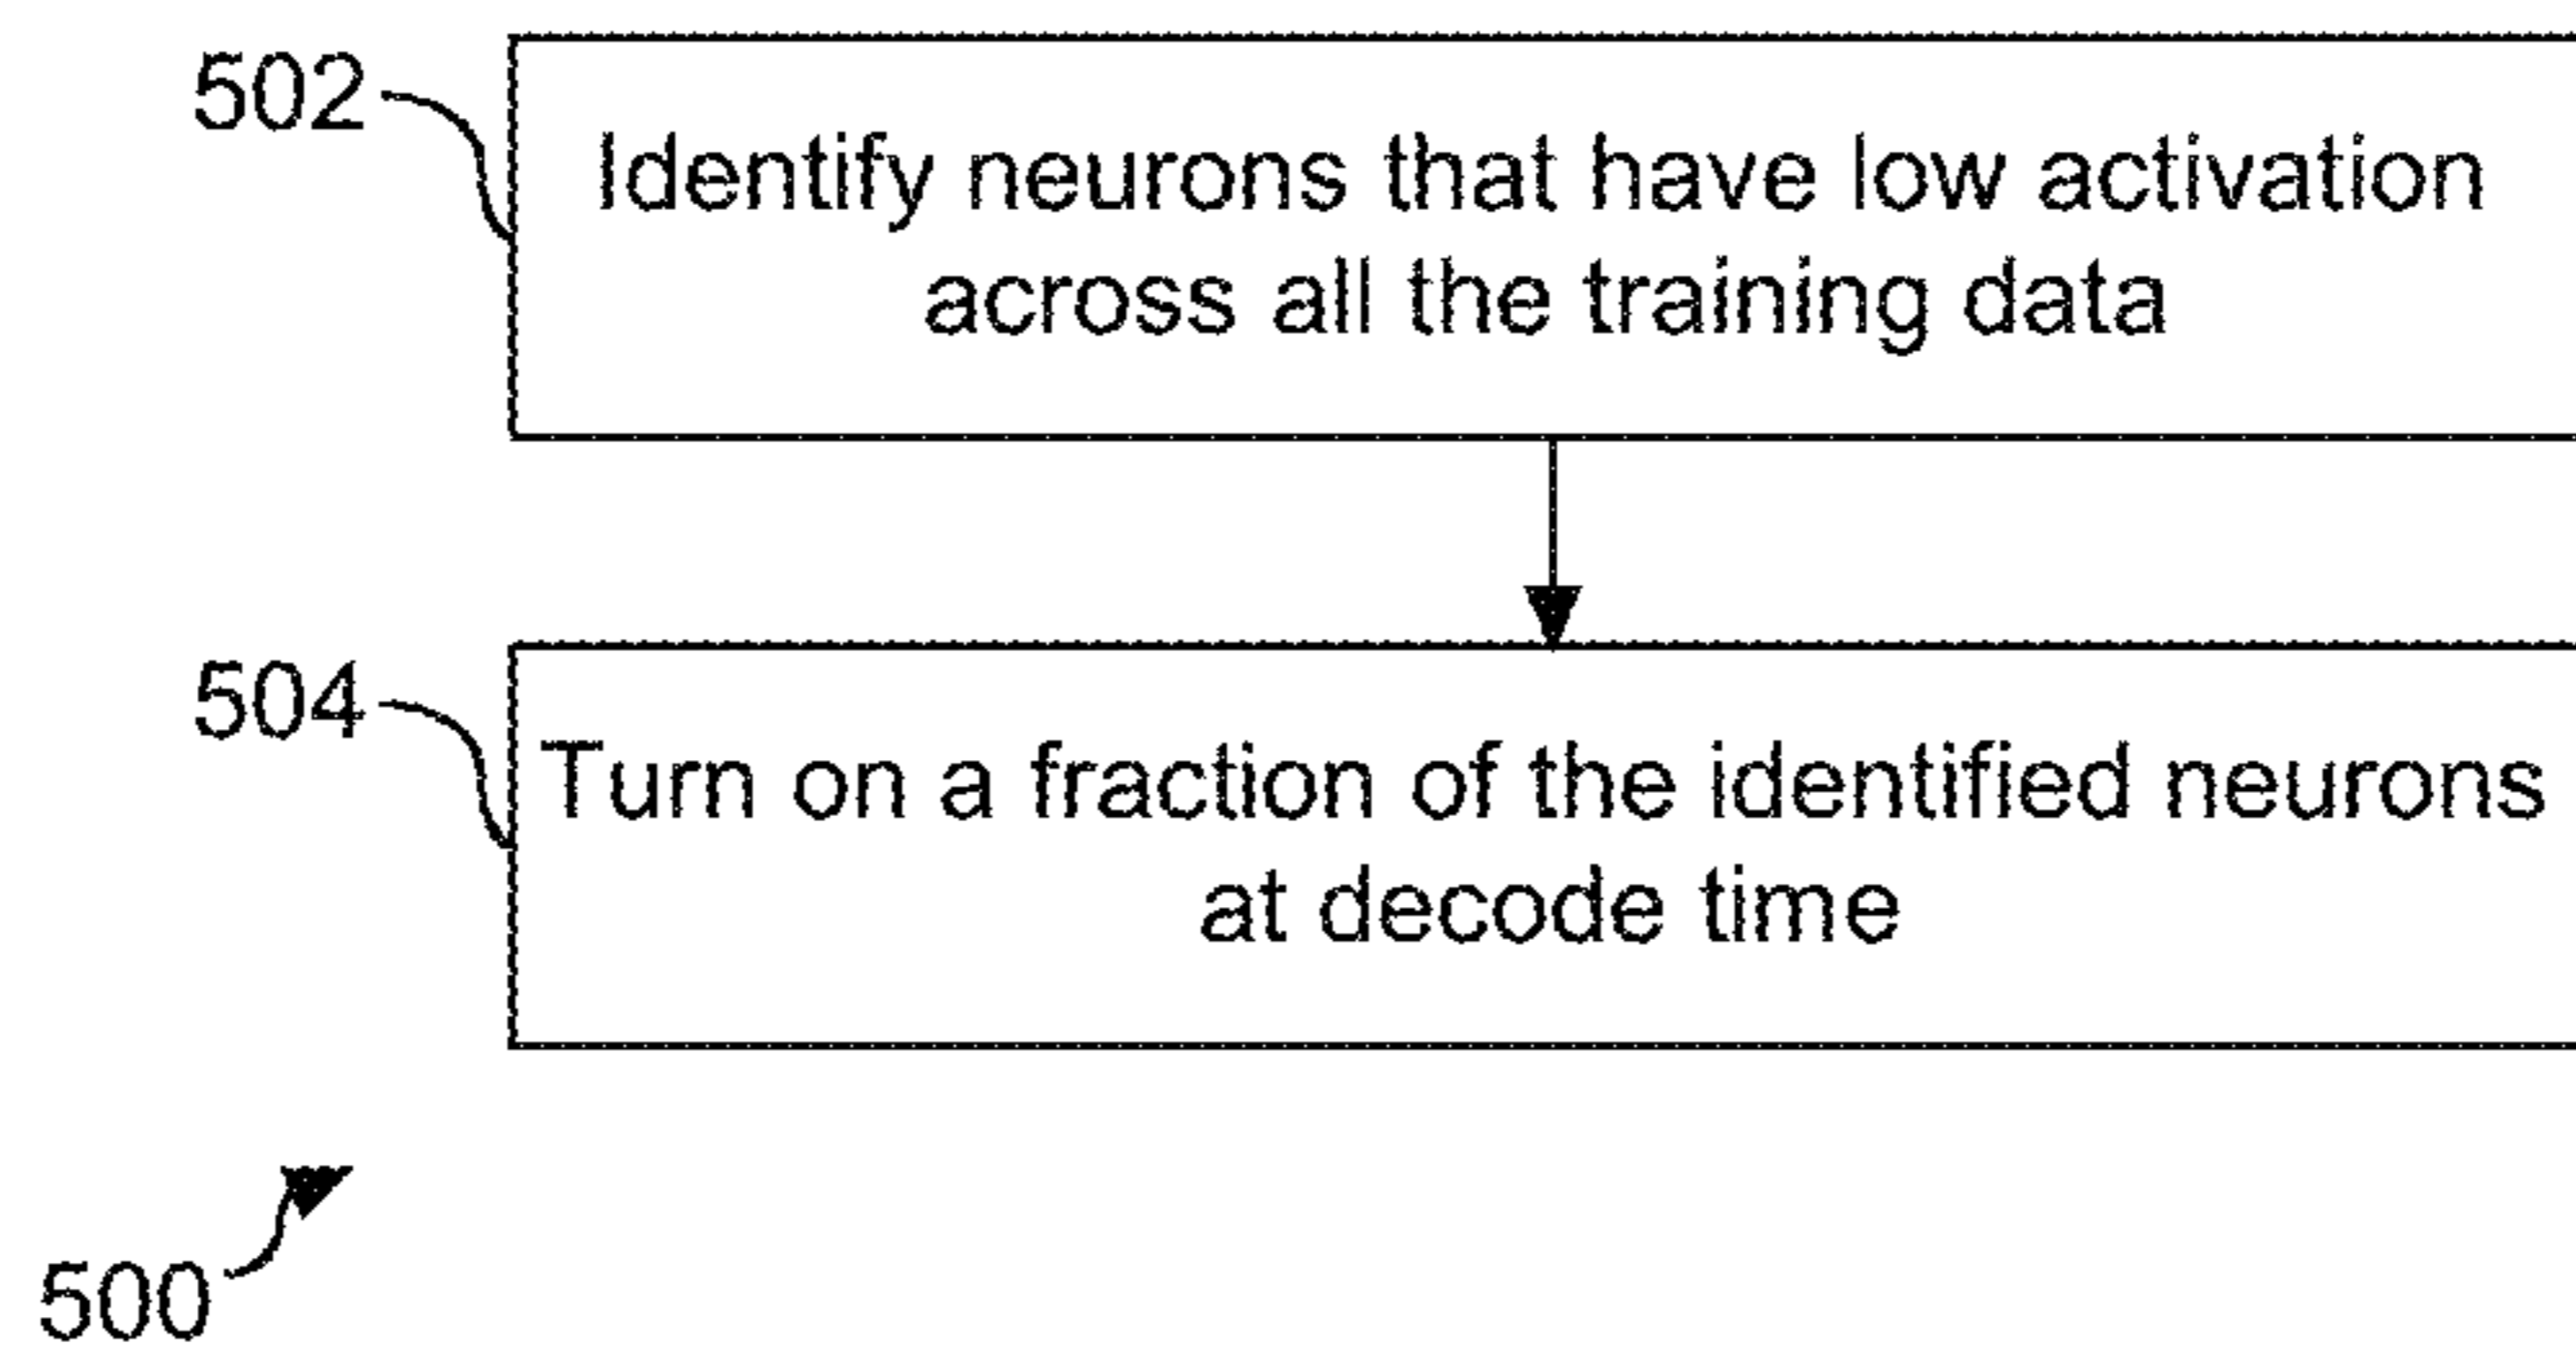 502
Identify neurons that have low activation
across all the training data
504
Turn on a fraction of the identified neurons
at decode time
500